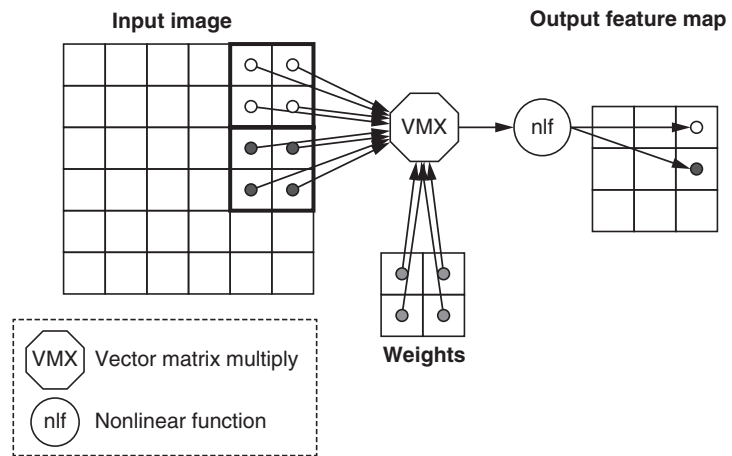 Input image
Output feature map
VMX
nlf
Weights
VMX Vector matrix multiply
nlf Nonlinear function